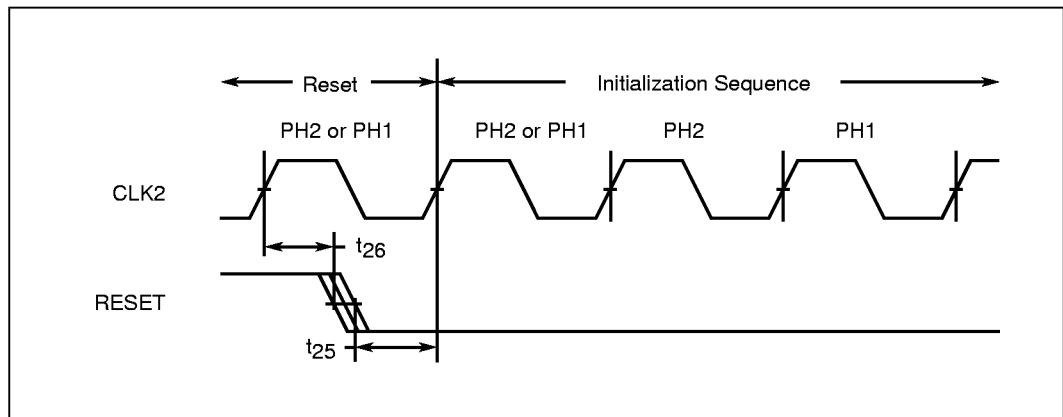 Reset
Initialization Sequence
PH2 or PH1
PH2 or PH1
PH2
PH1
CLK2
t26
RESET
t25